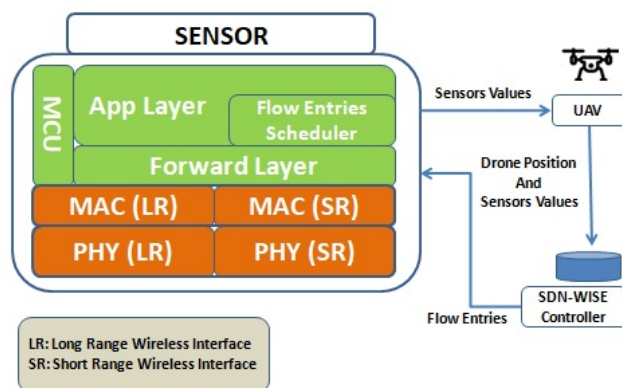 SENSOR
MCU
App Layer
Flow Entries
Scheduler
Forward Layer
MAC (LR)
MAC (SR)
PHY (LR)
PHY (SR)
Sensors Values
UAV
Drone Position
And
Sensors Values
SDN-WISE
Controller
Flow Entries
LR: Long Range Wireless Interface
SR: Short Range Wireless Interface